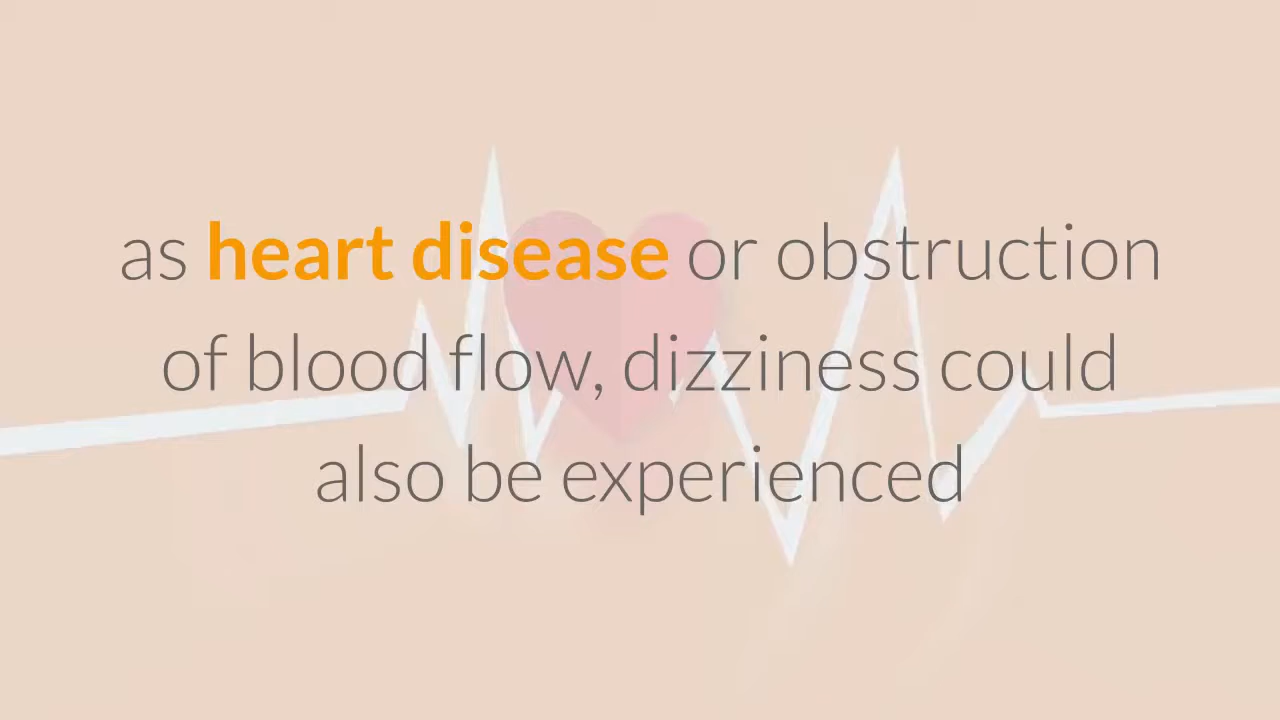 as heart disease or obstruction
of blood flow, dizziness could
also be experienced